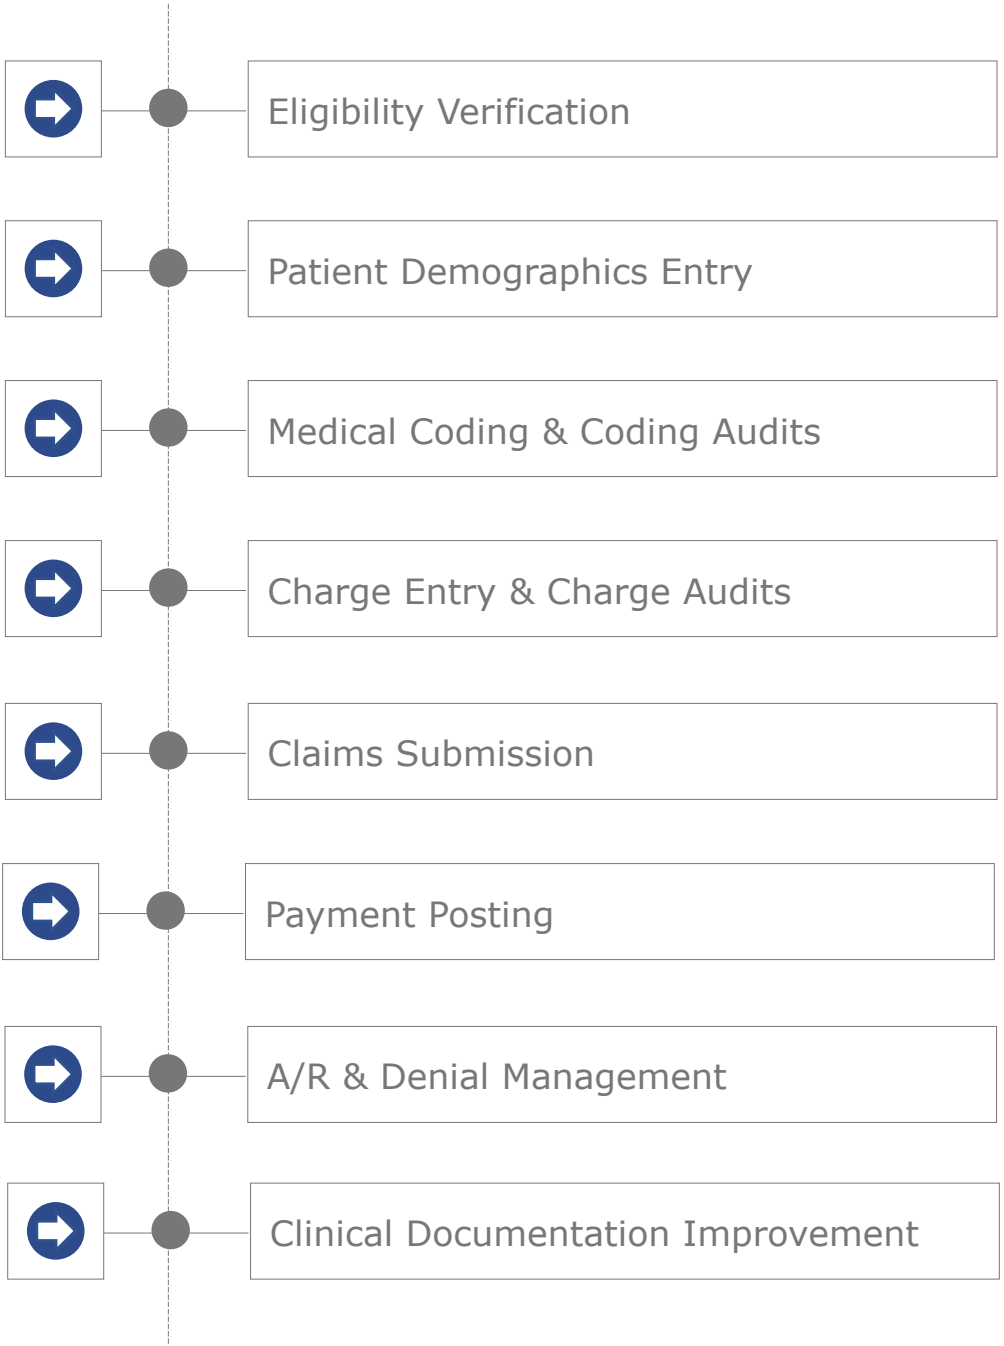 Eligibility Verification
Patient Demographics Entry
Medical Coding & Coding Audits
Charge Entry & Charge Audits
Claims Submission
Payment Posting
A/R & Denial Management
Clinical Documentation Improvement